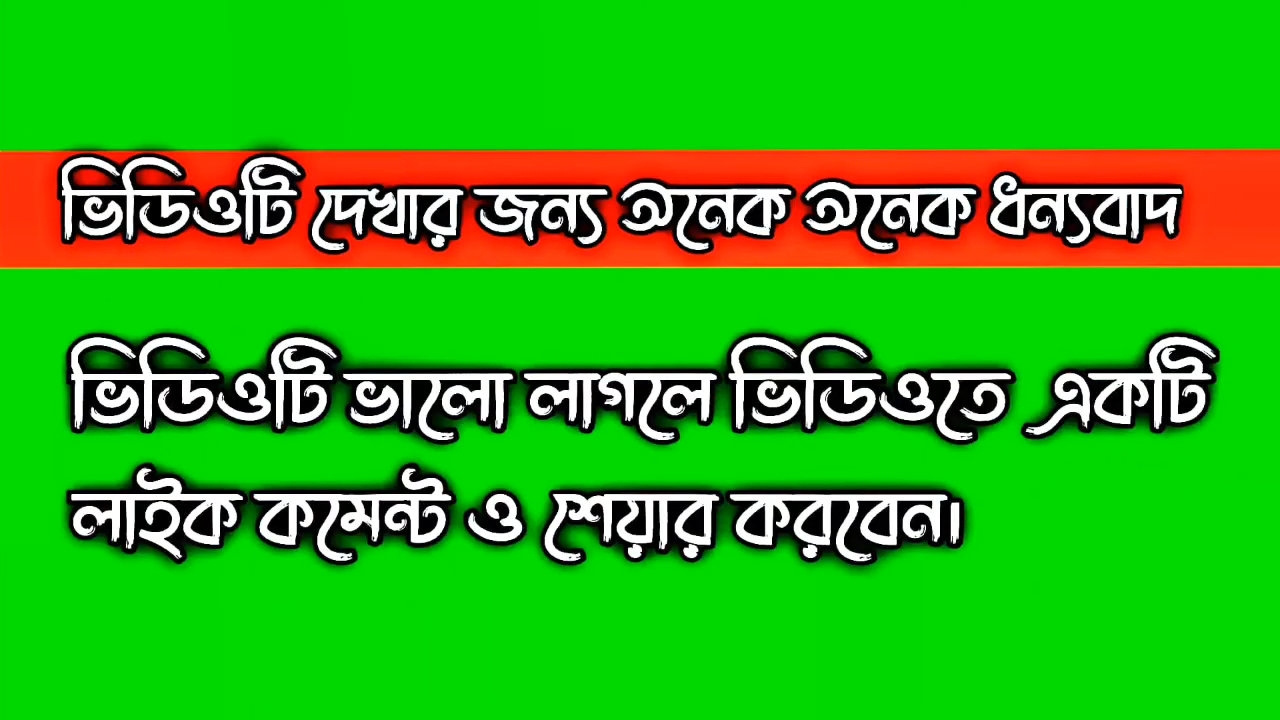 ভিডিওটি দেখার জন্য অনেক অনেক ধন্যবাদ
ভিডিওটি ভালো লাগলে ভিডিওতে একটি
লাইক কমেন্ট ও শেয়ার করবেন।